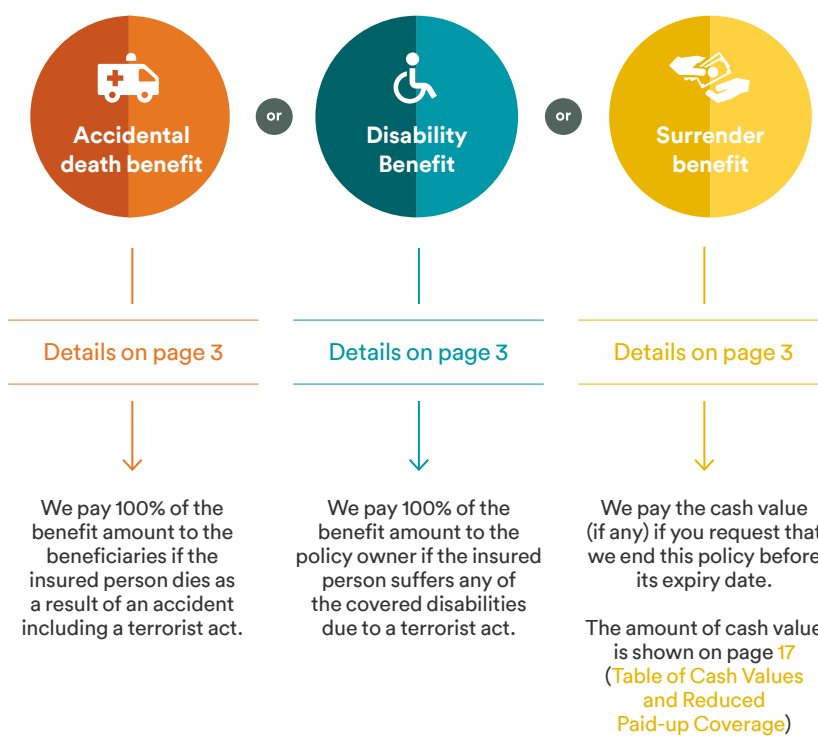 Accidental
death benefit
or
Disability
Benefit
or
Surrender
benefit
Details on page 3
Details on page 3
Details on page 3
We pay 100% of the
benefit amount to the
beneficiaries if the
insured person dies as
a result of an accident
including a terrorist act.
We pay 100% of the
benefit amount to the
policy owner if the insured
person suffers any of
the covered disabilities
due to a terrorist act.
We pay the cash value
(if any) if you request that
we end this policy before
its expiry date.
The amount of cash value
is shown on page 17
(Table of Cash Values
and Reduced
Paid-up Coverage)